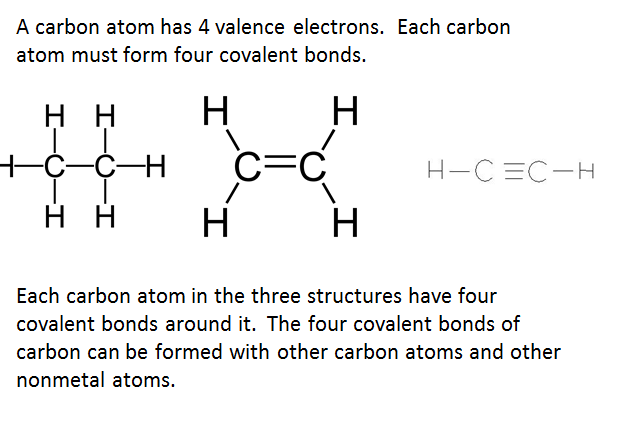 A carbon atom has 4 valence electrons. Each carbon
atom must form four covalent bonds.
H H H H
H–C–C–H C=C H–C≡C–H
H H H H
Each carbon atom in the three structures have four
covalent bonds around it. The four covalent bonds of
carbon can be formed with other carbon atoms and other
nonmetal atoms.